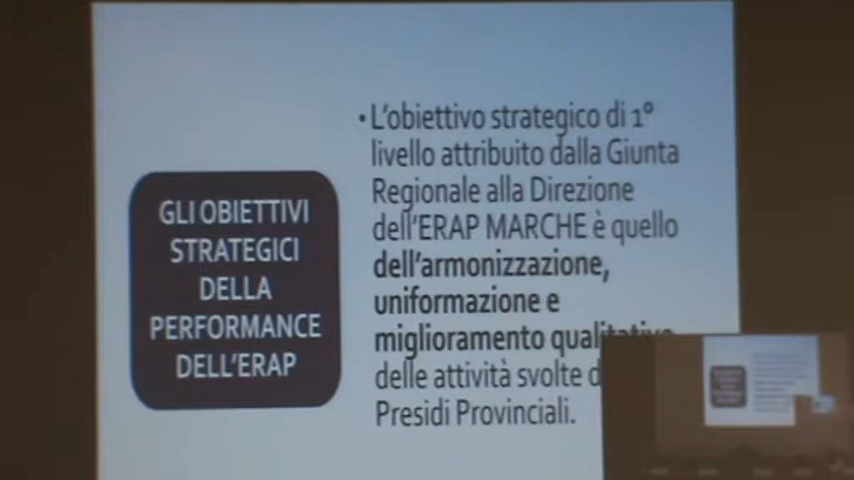 GLI OBIETTIVI
STRATEGICI
DELLA
PERFORMANCE
DELL'ERAP
• L'obiettivo strategico di 1°
livello attribuito dalla Giunta
Regionale alla Direzione
dell'ERAP MARCHE è quello
dell'armonizzazione,
uniformazione e
miglioramento qualitativo
delle attività svolte
Presidi Provinciali.